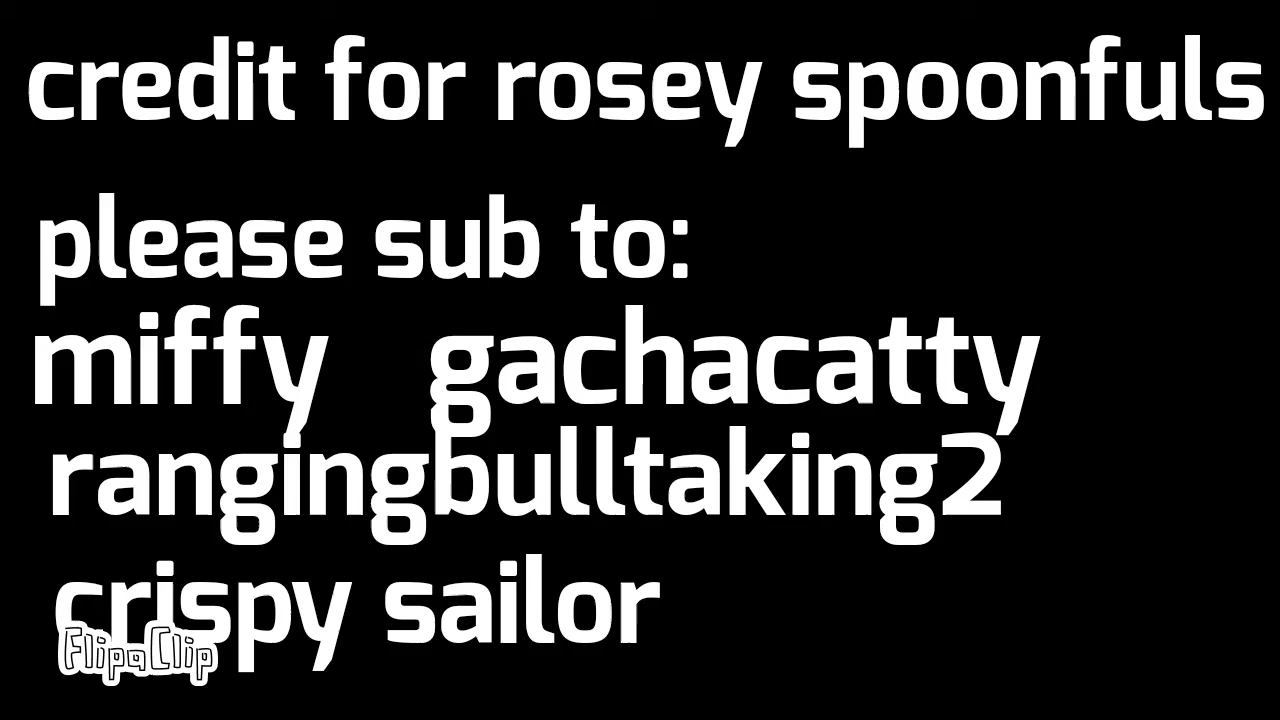 credit for rosey spoonfuls
please sub to:
miffy gachacatty
rangingbulltaking2
crispy sailor
FlipaClip